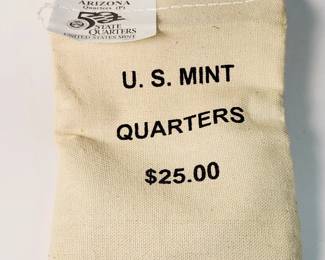 ARIZONA
Quarters (P)
50
STATE
QUARTERS
UNITED STATES MINT
U. S. MINT
QUARTERS
$25.00